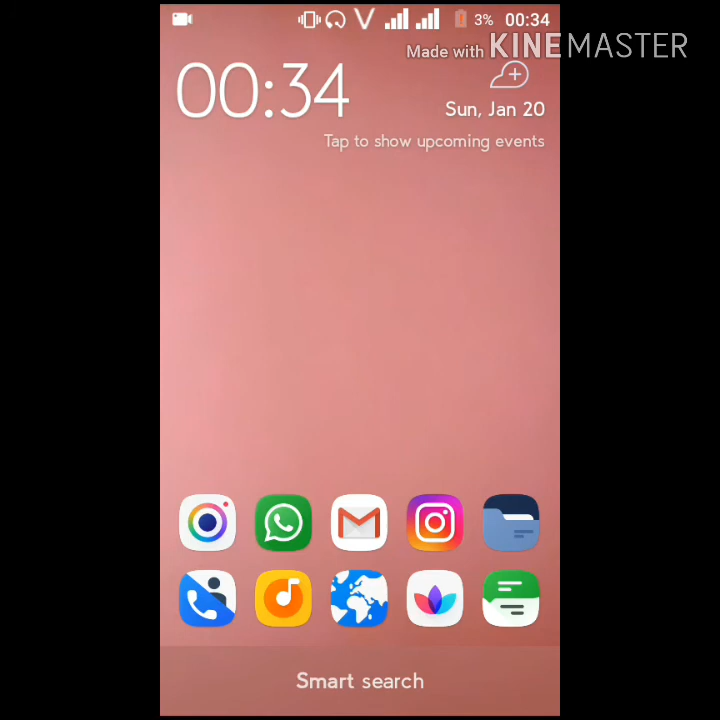 3% 00:34
Made with KINEMASTER
00:34
Sun, Jan 20
Tap to show upcoming events
Smart search